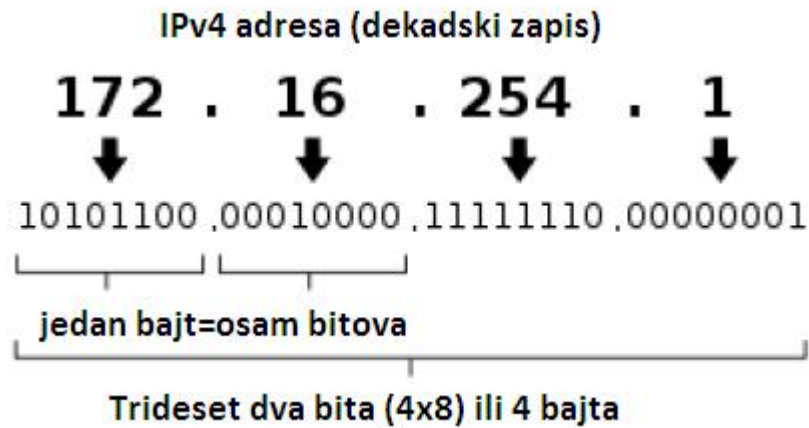 IPv4 adresa (dekadski zapis)
172 . 16 . 254 . 1
10101100 .00010000 .11111110 .00000001
jedan bajt=osam bitova
Trideset dva bita (4x8) ili 4 bajta